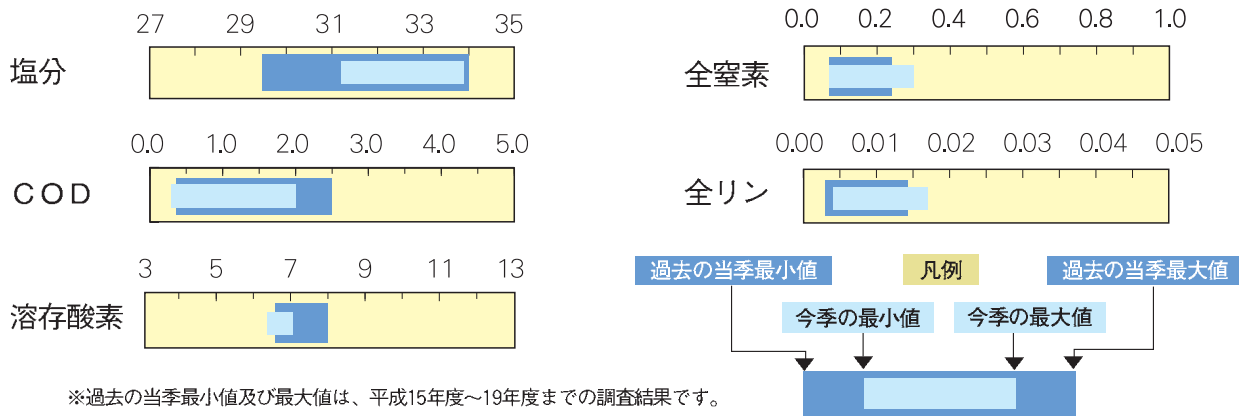 27 29 31 33 35
塩分
0.0 1.0 2.0 3.0 4.0 5.0
COD
3 5 7 9 11 13
溶存酸素
0.0 0.2 0.4 0.6 0.8 1.0
全窒素
0.00 0.01 0.02 0.03 0.04 0.05
全リン
過去の当季最小値 凡例 過去の当季最大値
今季の最小値 今季の最大値
※過去の当季最小値及び最大値は、平成15年度〜19年度までの調査結果です。